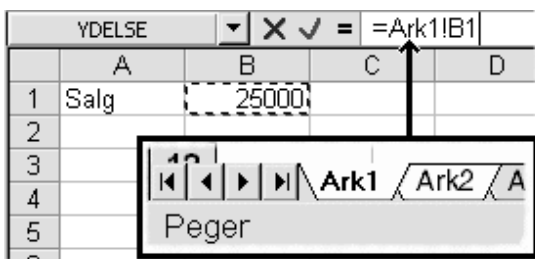 YDELSE = =Ark1!B1
A B C D
1 Salg 25000
2
3
4
5
Ark1 Ark2 A
Peger